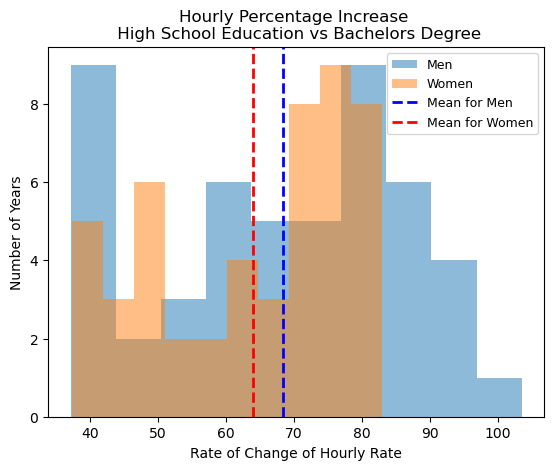 Hourly Percentage Increase
High School Education vs Bachelors Degree
Men
Women
Mean for Men
Mean for Women
Number of Years
8
6
4
2
0
40 50 60 70 80 90 100
Rate of Change of Hourly Rate